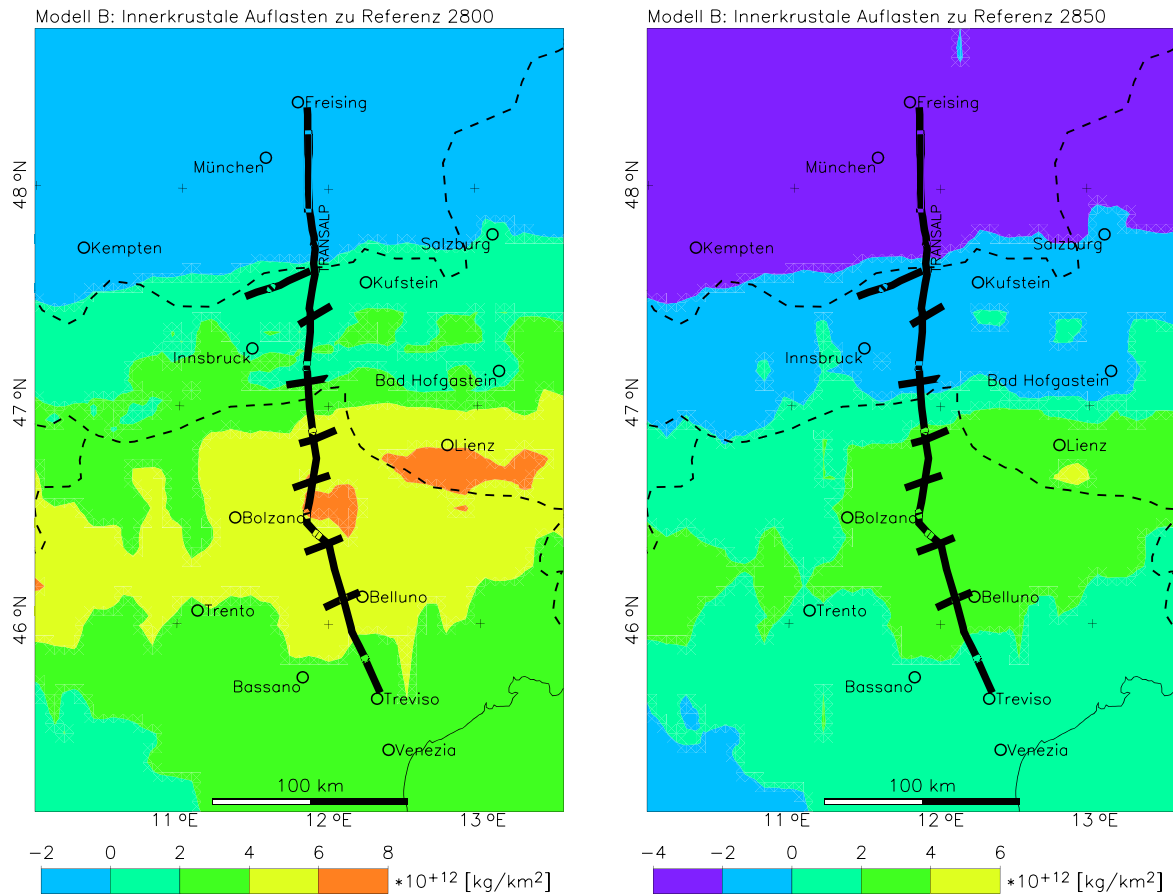 Modell B: Innerkrustale Auflasten zu Referenz 2800
Freising
München
48 °N
TRANSALP
Kempten
Salzburg
Kufstein
Innsbruck
Bad Hofgastein
47 °N
Lienz
Bolzano
Belluno
Trento
46 °N
Bassano
Treviso
Venezia
100 km
11 °E 12 °E 13 °E
−2 0 2 4 6 8
*10+12 [kg/km2]
Modell B: Innerkrustale Auflasten zu Referenz 2850
Freising
München
48 °N
TRANSALP
Kempten
Salzburg
Kufstein
Innsbruck
Bad Hofgastein
47 °N
Lienz
Bolzano
Belluno
Trento
46 °N
Bassano
Treviso
Venezia
100 km
11 °E 12 °E 13 °E
−4 −2 0 2 4 6
*10+12 [kg/km2]